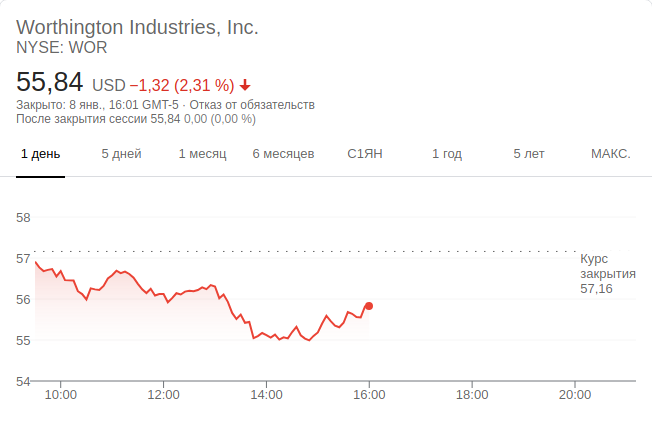 Worthington Industries, Inc.
NYSE: WOR
55,84 USD −1,32 (2,31 %)
Закрыто: 8 янв., 16:01 GMT-5 · Отказ от обязательств
После закрытия сессии 55,84 0,00 (0,00 %)
1 день 5 дней 1 месяц 6 месяцев С1ЯН 1 год 5 лет МАКС.
58
57
56
55
54
Курс
закрытия
57,16
10:00 12:00 14:00 16:00 18:00 20:00